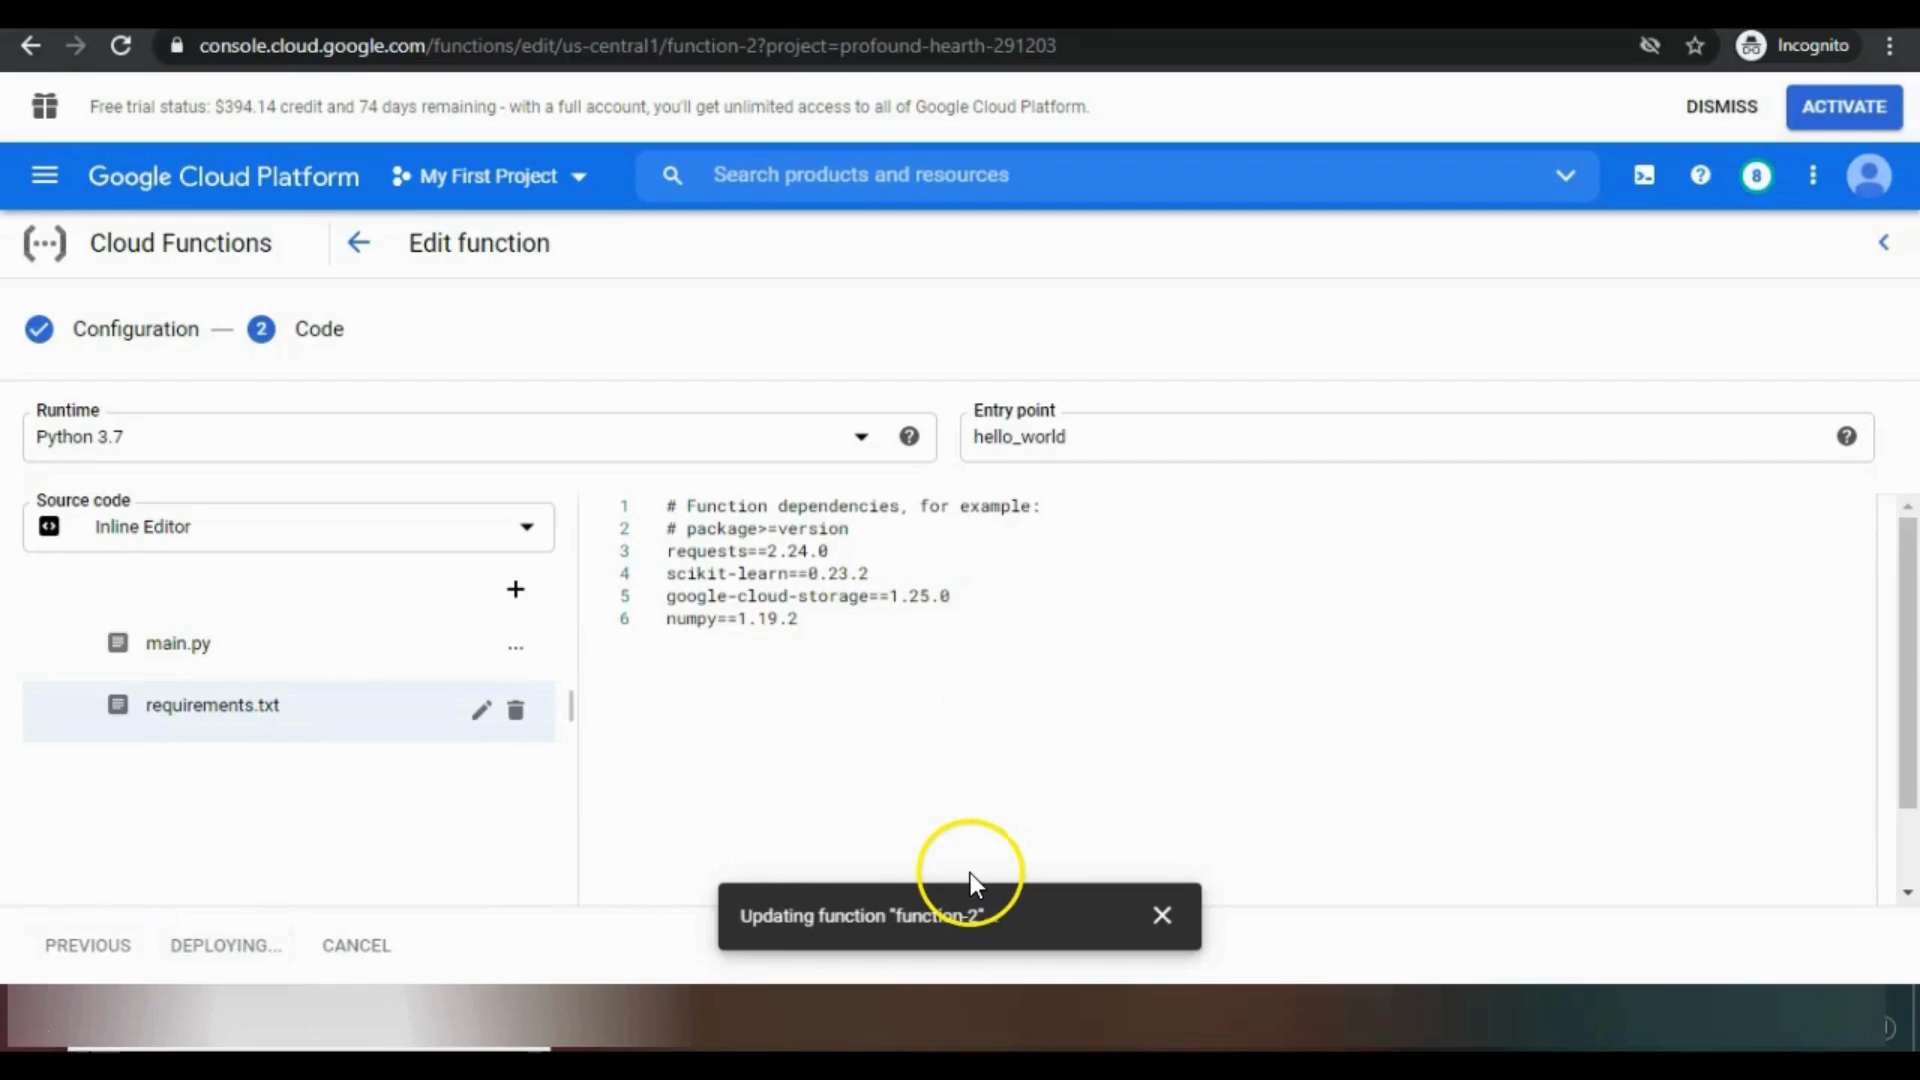 console.cloud.google.com/functions/edit/us-central1/function-2?project=profound-hearth-291203
Incognito
Free trial status: $394.14 credit and 74 days remaining - with a full account, you'll get unlimited access to all of Google Cloud Platform.
DISMISS
ACTIVATE
Google Cloud Platform
My First Project
Search products and resources
8
Cloud Functions
Edit function
Configuration
2
Code
Runtime
Python 3.7
Entry point
hello_world
Source code
Inline Editor
main.py
...
requirements.txt
1 # Function dependencies, for example:
2 # package>=version
3 requests==2.24.0
4 scikit-learn==0.23.2
5 google-cloud-storage==1.25.0
6 numpy==1.19.2
Updating function "function-2"...
PREVIOUS
DEPLOYING...
CANCEL